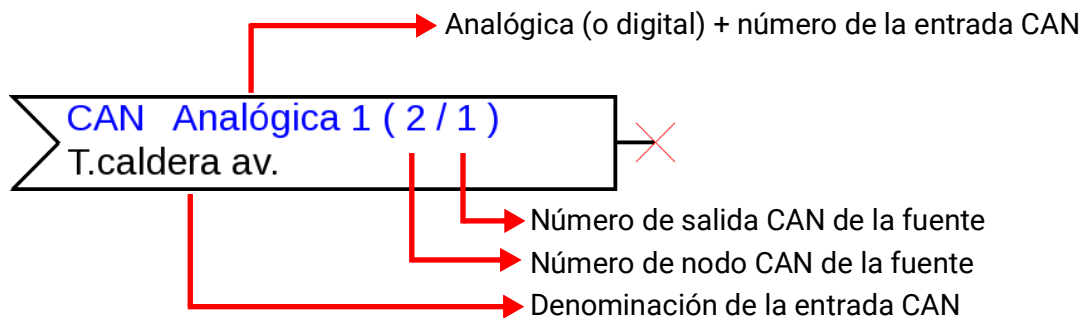 Analógica (o digital) + número de la entrada CAN
CAN Analógica 1 ( 2 / 1 )
T.caldera av.
Número de salida CAN de la fuente
Número de nodo CAN de la fuente
Denominación de la entrada CAN